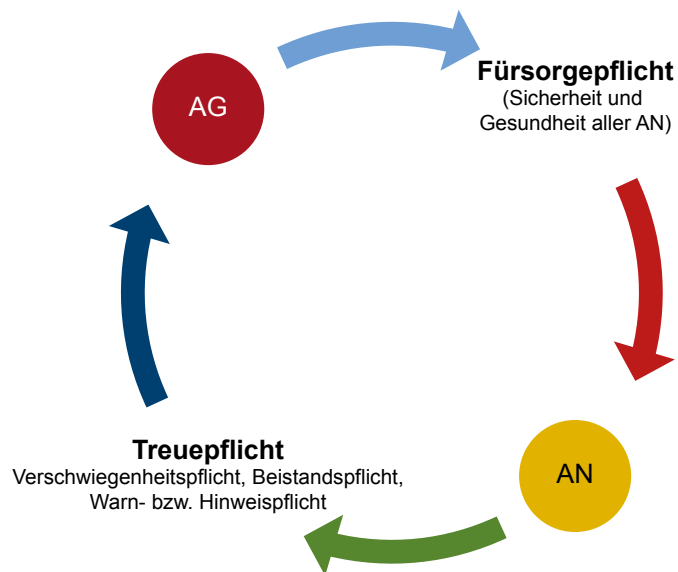 AG
Fürsorgepflicht
(Sicherheit und
Gesundheit aller AN)
AN
Treuepflicht
Verschwiegenheitspflicht, Beistandspflicht,
Warn- bzw. Hinweispflicht